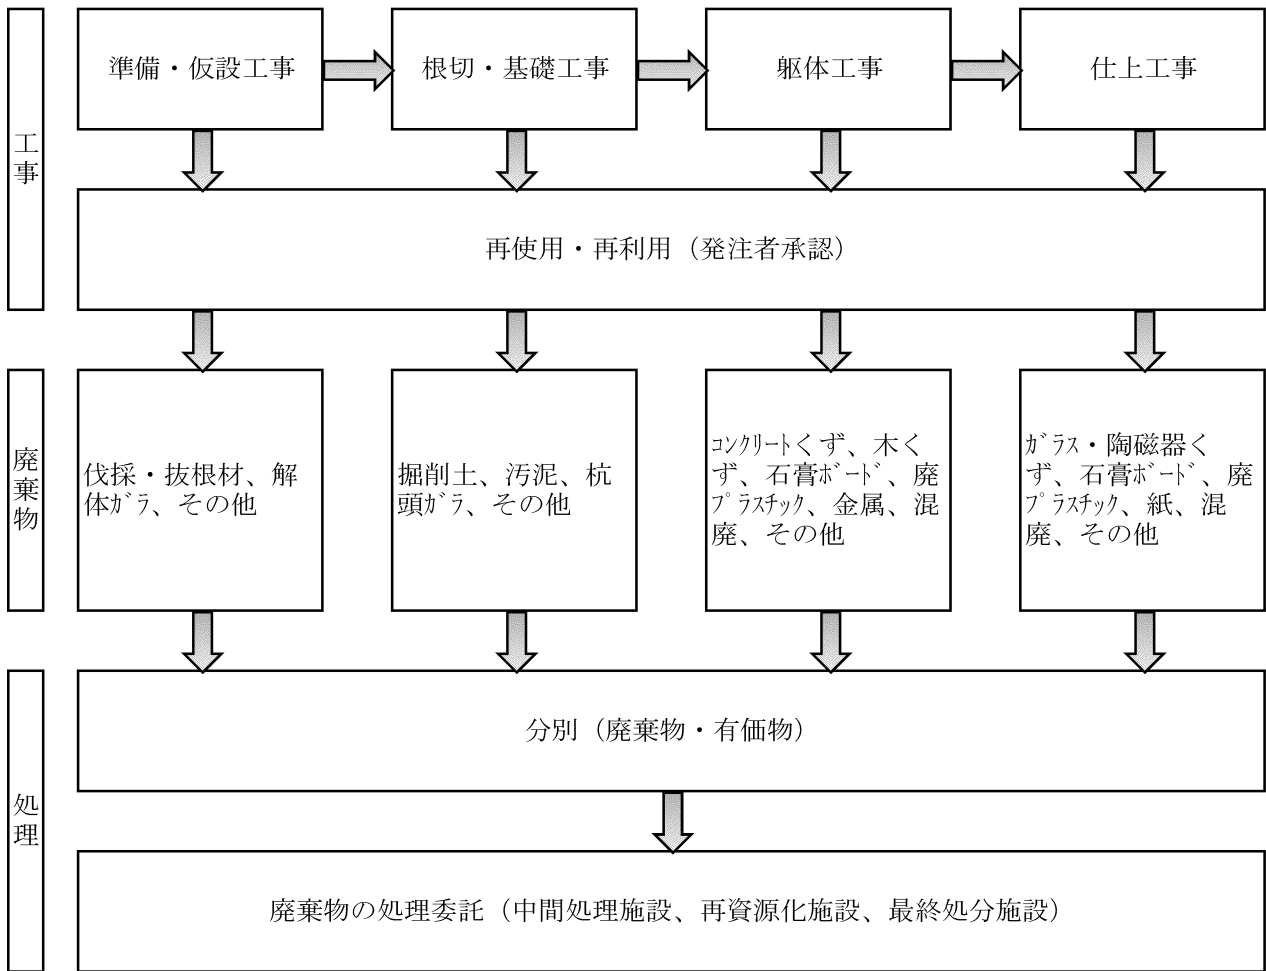 工事
準備・仮設工事
根切・基礎工事
躯体工事
仕上工事
再使用・再利用（発注者承認）
廃棄物
伐採・抜根材、解
体ｶﾞﾗ、その他
掘削土、汚泥、杭
頭ｶﾞﾗ、その他
ｺﾝｸﾘｰﾄくず、木く
ず、石膏ﾎﾞｰﾄﾞ、廃
ﾌﾟﾗｽﾁｯｸ、金属、混
廃、その他
ｶﾞﾗｽ・陶磁器く
ず、石膏ﾎﾞｰﾄﾞ、廃
ﾌﾟﾗｽﾁｯｸ、紙、混
廃、その他
処理
分別（廃棄物・有価物）
廃棄物の処理委託（中間処理施設、再資源化施設、最終処分施設）